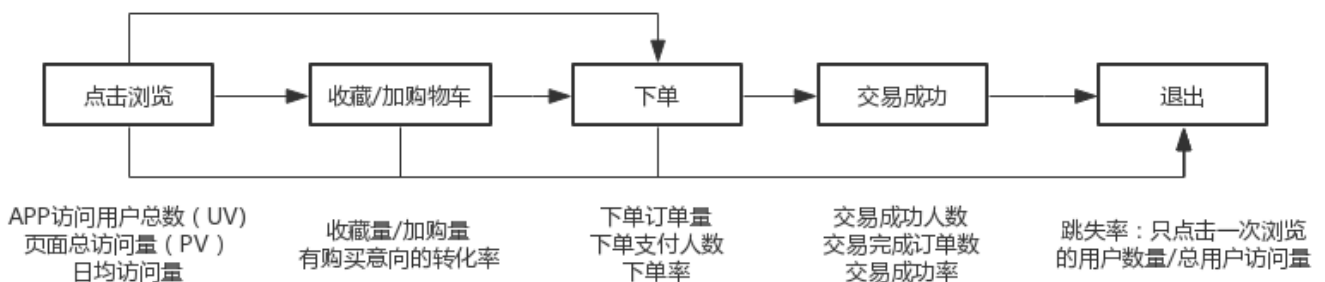 点击浏览
收藏/加购物车
下单
交易成功
退出
APP访问用户总数（UV）
页面总访问量（PV）
日均访问量
收藏量/加购量
有购买意向的转化率
下单订单量
下单支付人数
下单率
交易成功人数
交易完成订单数
交易成功率
跳失率：只点击一次浏览
的用户数量/总用户访问量